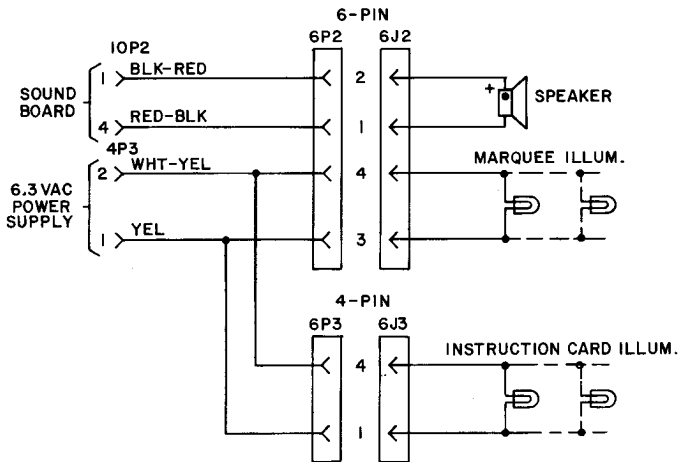 6-PIN
6P2 6J2
10P2
1 BLK-RED 2
SOUND BOARD
+ SPEAKER
4 RED-BLK 1
4P3
2 WHT-YEL 4
MARQUEE ILLUM.
6.3 VAC
POWER
SUPPLY
1 YEL 3
4-PIN
6P3 6J3
INSTRUCTION CARD ILLUM.
4
1